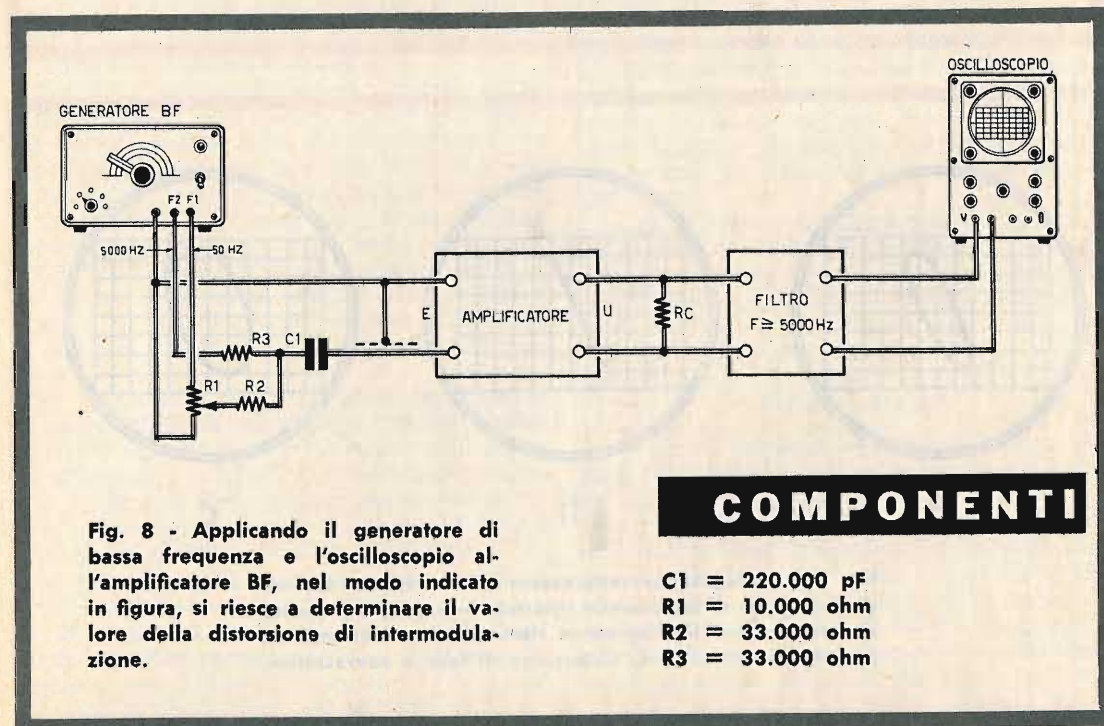 OSCILLOSCOPIO
GENERATORE BF
F2 F1
5000 HZ
50 HZ
E
AMPLIFICATORE
U
RC
FILTRO
F ≧ 5000 Hz
V
R3
C1
R1
R2
COMPONENTI
Fig. 8 - Applicando il generatore di
bassa frequenza e l'oscilloscopio al-
l'amplificatore BF, nel modo indicato
in figura, si riesce a determinare il va-
lore della distorsione di intermodula-
zione.
C1 = 220.000 pF
R1 = 10.000 ohm
R2 = 33.000 ohm
R3 = 33.000 ohm